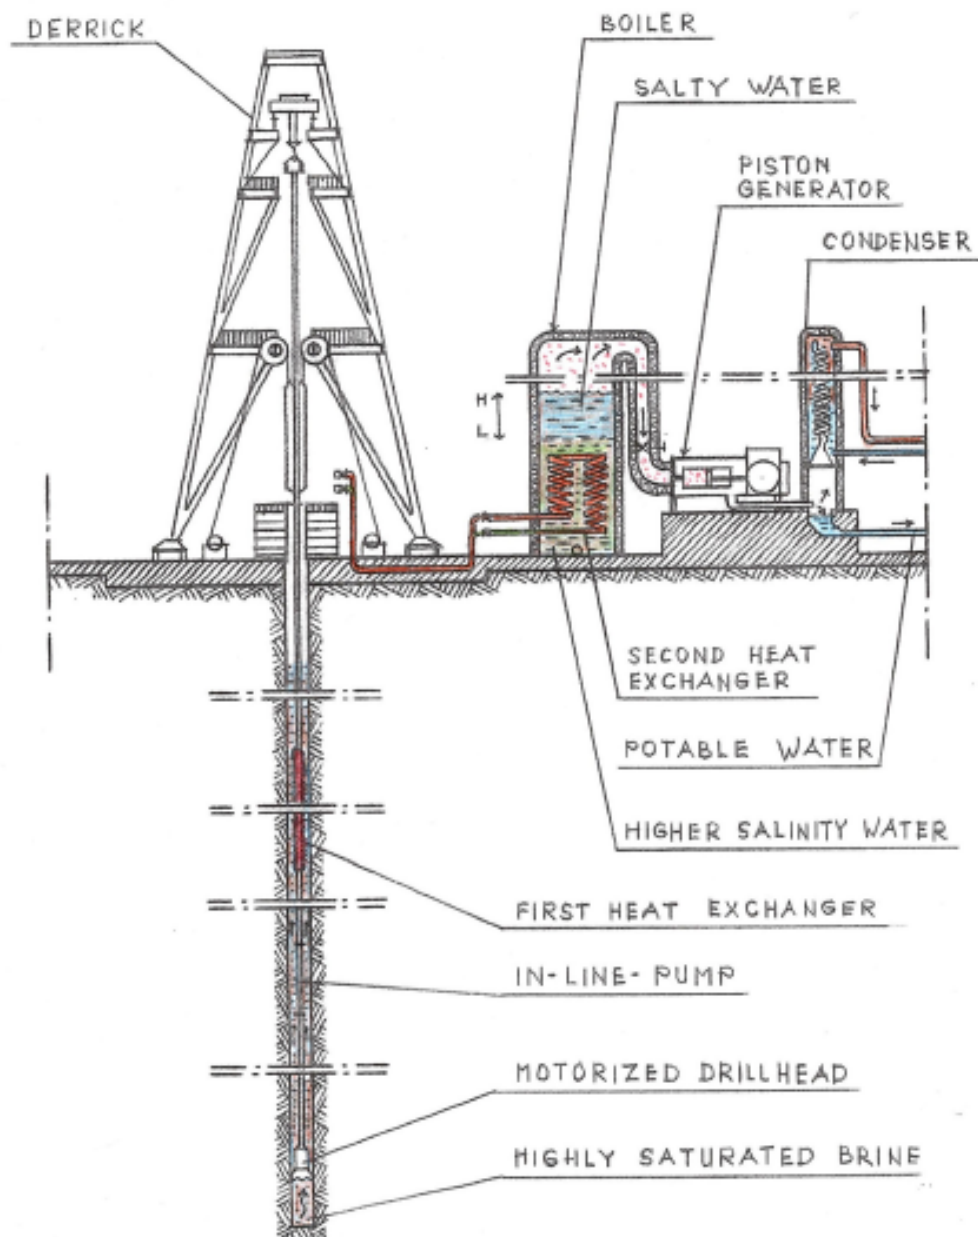 DERRICK
BOILER
SALTY WATER
PISTON
GENERATOR
CONDENSER
H
L
SECOND HEAT
EXCHANGER
POTABLE WATER
HIGHER SALINITY WATER
FIRST HEAT EXCHANGER
IN-LINE-PUMP
MOTORIZED DRILLHEAD
HIGHLY SATURATED BRINE